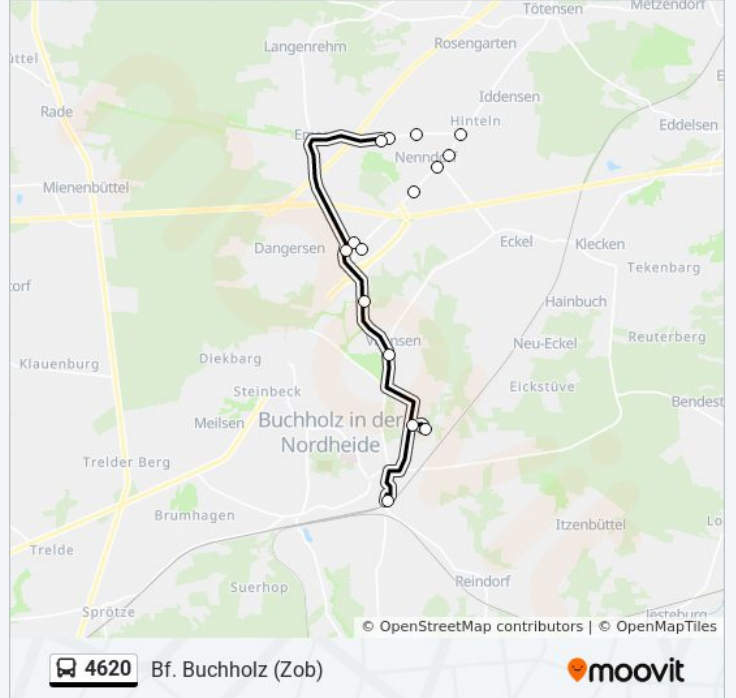 Tötensen
Metzendorf
Langenrehm
Rosengarten
Rade
Iddensen
Hinteln
Eddelsen
Nenndorf
Mienenbüttel
Dangersen
Eckel
Klecken
Tekenbarg
Hainbuch
Reuterberg
Neu-Eckel
Diekbarg
Klauenburg
Eickstüve
Steinbeck
Meilsen
Buchholz in der
Nordheide
Trelder Berg
Brumhagen
Itzenbüttel
Trelde
Reindorf
Suerhop
Sprötze
© OpenStreetMap contributors | © OpenMapTiles
4620 Bf. Buchholz (Zob)
moovit